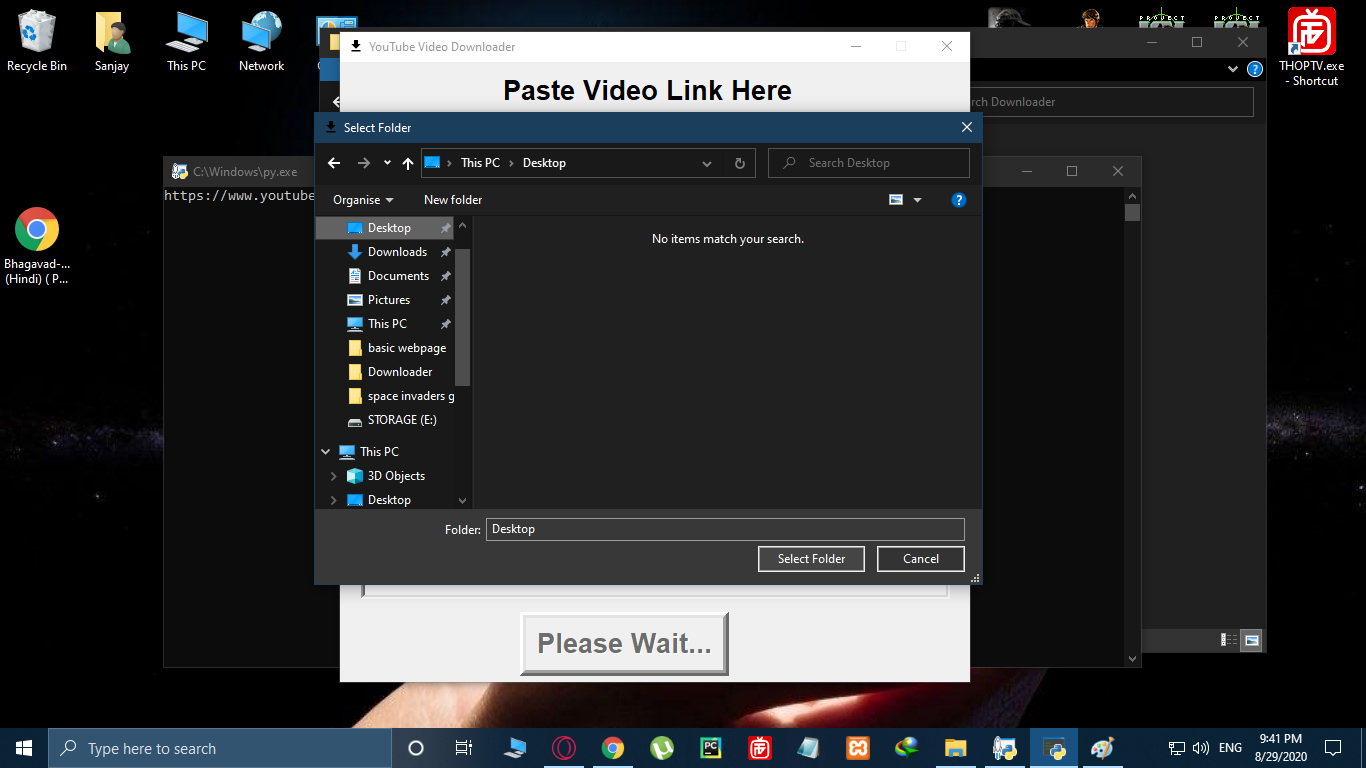 Recycle Bin
Sanjay
This PC
Network
PROJECT
PROJECT
THOPTV.exe
- Shortcut
YouTube Video Downloader
Paste Video Link Here
rch Downloader
Select Folder
This PC
Desktop
Search Desktop
C:\Windows\py.exe
https://www.youtube
Organise
New folder
Desktop
No items match your search.
Downloads
Documents
Pictures
This PC
basic webpage
Downloader
space invaders g
STORAGE (E:)
This PC
3D Objects
Desktop
Bhagavad-...
(Hindi) ( P...
Folder:
Desktop
Select Folder
Cancel
Please Wait...
Type here to search
ENG
9:41 PM
8/29/2020